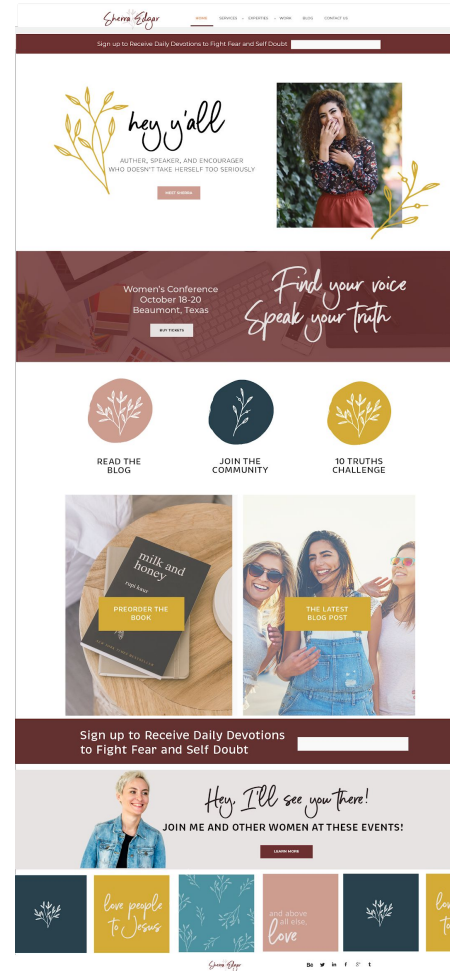 Sherra Edgar
HOME SERVICES EXPERTIES WORK BLOG CONTACT US
Sign up to Receive Daily Devotions to Fight Fear and Self Doubt
hey y'all
AUTHER, SPEAKER, AND ENCOURAGER
WHO DOESN'T TAKE HERSELF TOO SERIOUSLY
MEET SHERRA
Women's Conference
October 18-20
Beaumont, Texas
BUY TICKETS
Find your voice
Speak your truth
READ THE
BLOG
JOIN THE
COMMUNITY
10 TRUTHS
CHALLENGE
milk and
honey
rupi kaur
PREORDER THE
BOOK
THE LATEST
BLOG POST
Sign up to Receive Daily Devotions
to Fight Fear and Self Doubt
Hey, I'll see you there!
JOIN ME AND OTHER WOMEN AT THESE EVENTS!
LEARN MORE
love people
to Jesus
and above
all else,
love
lov
to
Sherra Edgar